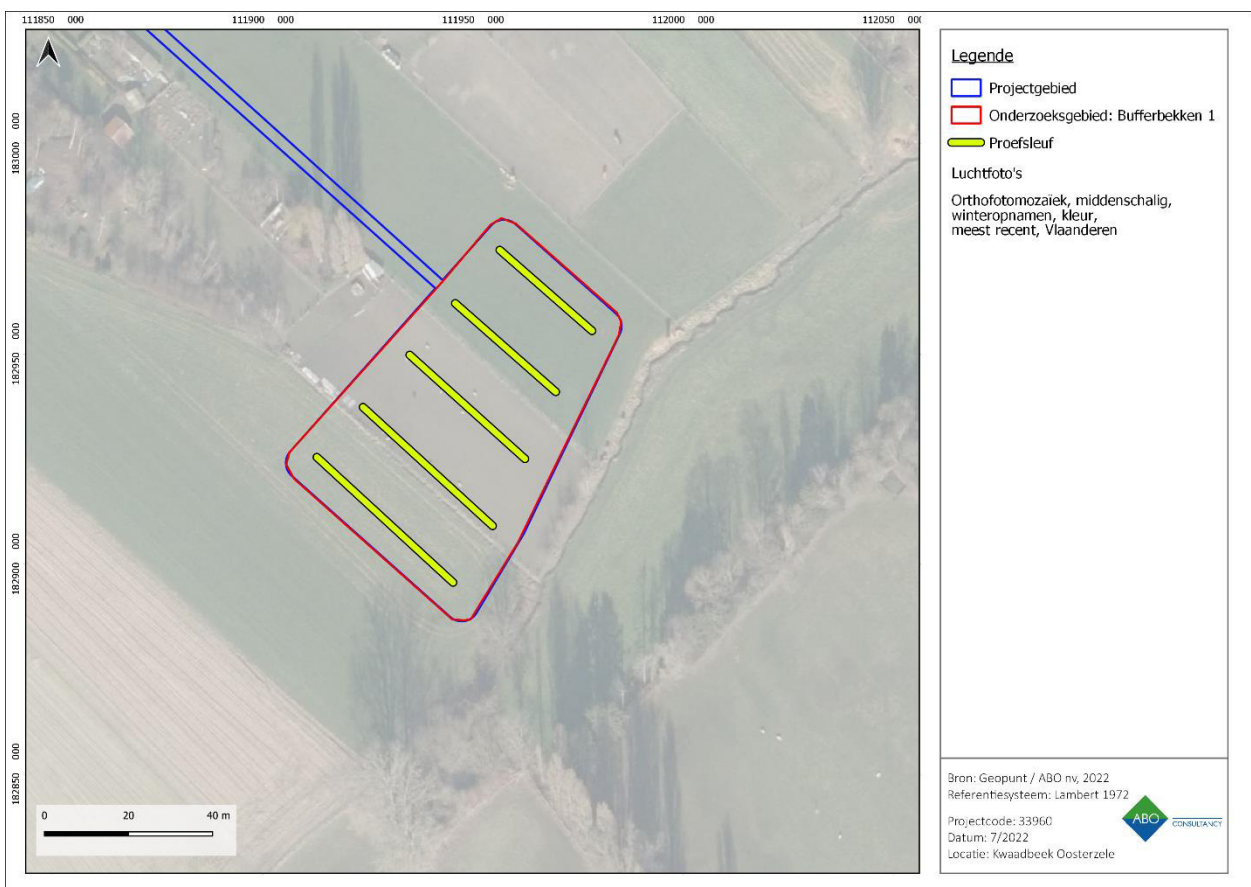 111850 000 111900 000 111950 000 112000 000 112050
183000 000
182950 000
182900 000
182850 000
0 20 40 m
Legende
Projectgebied
Onderzoeksgebied: Bufferbekken 1
Proefsleuf
Luchtfoto's
Orthofotomozaïek, middenschalig,
winteropnamen, kleur,
meest recent, Vlaanderen
Bron: Geopunt / ABO nv, 2022
Referentiesysteem: Lambert 1972
Projectcode: 33960
Datum: 7/2022
Locatie: Kwaadbeek Oosterzele
ABO CONSULTANCY